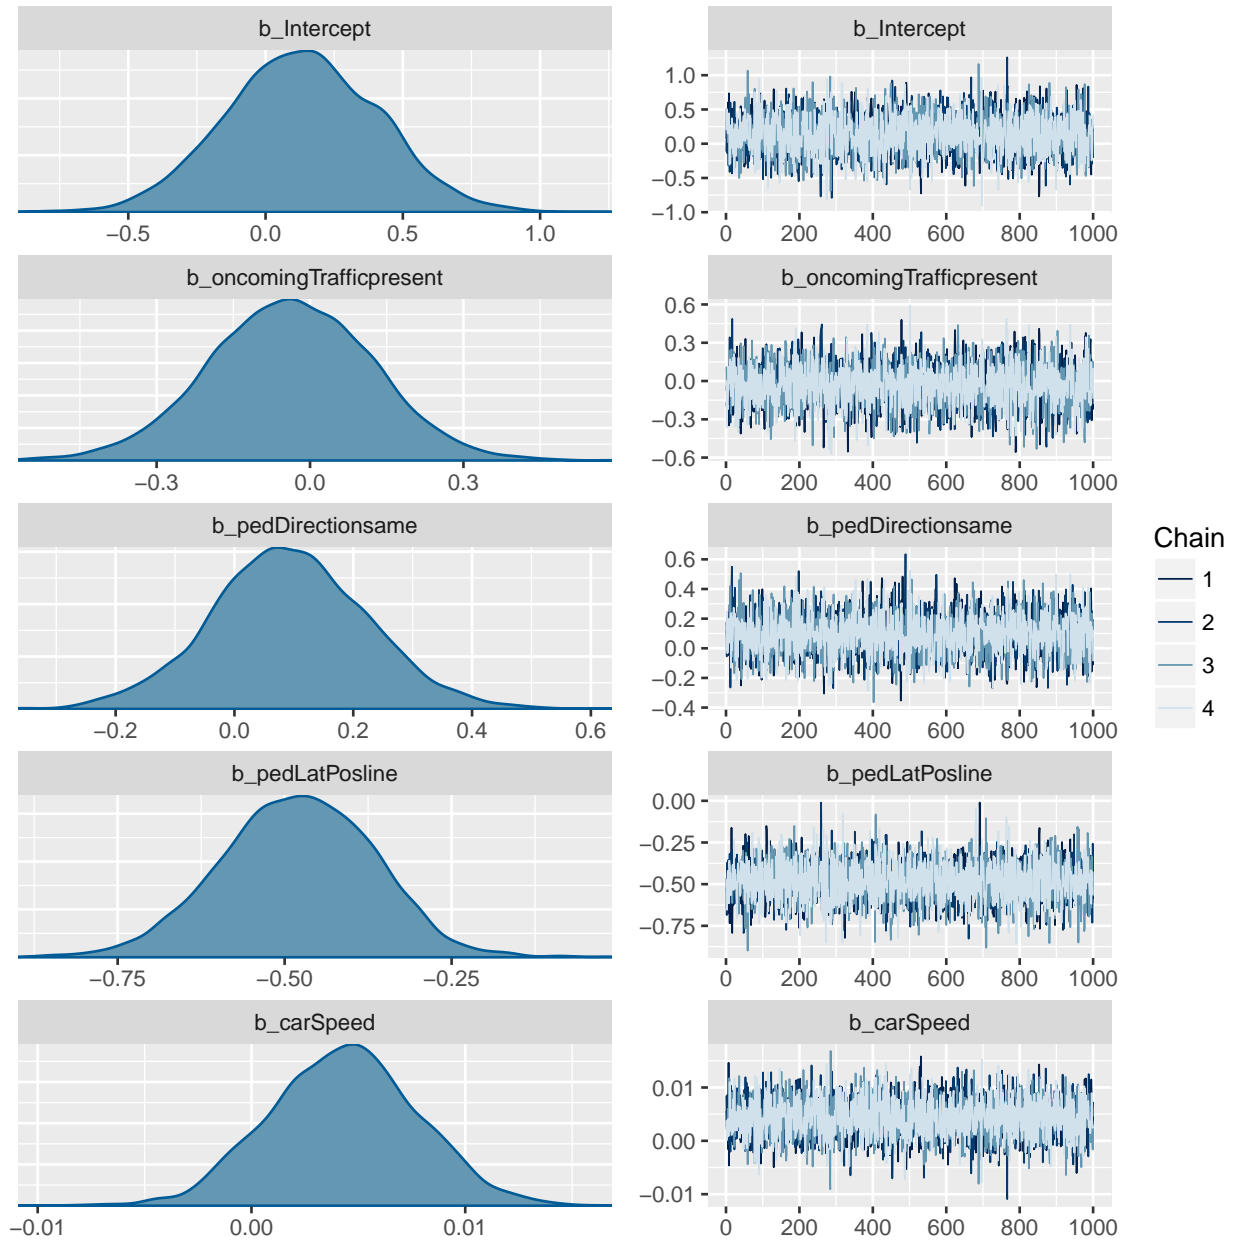 b_Intercept
−0.5 0.0 0.5 1.0
b_Intercept
1.0
0.5
0.0
−0.5
−1.0
0 200 400 600 800 1000
b_oncomingTrafficpresent
−0.3 0.0 0.3
b_oncomingTrafficpresent
0.6
0.3
0.0
−0.3
−0.6
0 200 400 600 800 1000
b_pedDirectionsame
−0.2 0.0 0.2 0.4 0.6
b_pedDirectionsame
0.6
0.4
0.2
0.0
−0.2
−0.4
0 200 400 600 800 1000
b_pedLatPosline
−0.75 −0.50 −0.25
b_pedLatPosline
0.00
−0.25
−0.50
−0.75
0 200 400 600 800 1000
b_carSpeed
−0.01 0.00 0.01
b_carSpeed
0.01
0.00
−0.01
0 200 400 600 800 1000
Chain
1
2
3
4